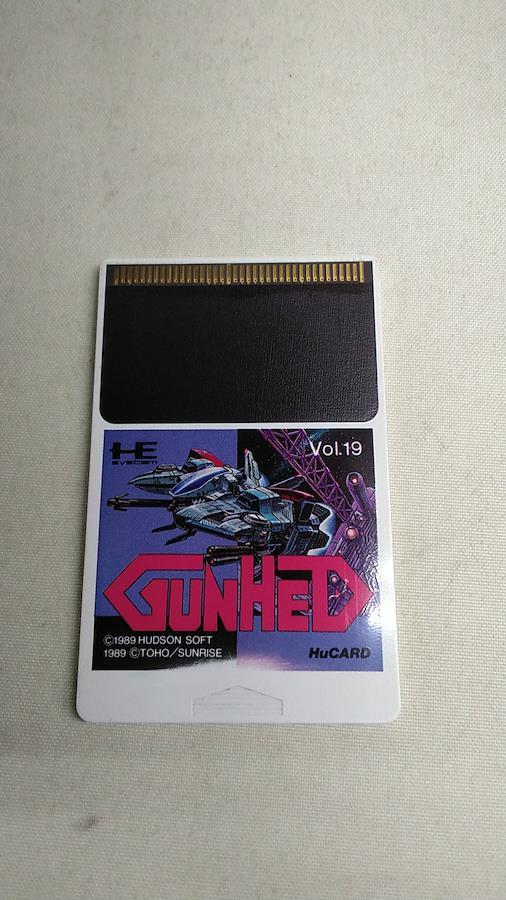 HE
system
Vol.19
GUNHED
©1989 HUDSON SOFT
1989 ©TOHO/SUNRISE
HuCARD